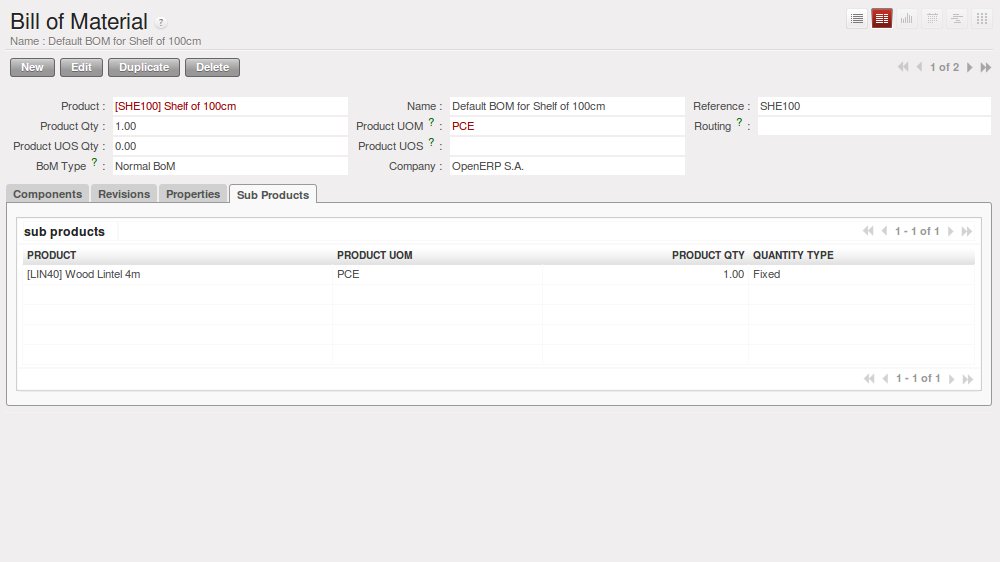 Bill of Material ?
Name : Default BOM for Shelf of 100cm
New Edit Duplicate Delete 1 of 2
Product : [SHE100] Shelf of 100cm Name : Default BOM for Shelf of 100cm Reference : SHE100
Product Qty : 1.00 Product UOM ? : PCE Routing ? :
Product UOS Qty : 0.00 Product UOS ? :
BoM Type ? : Normal BoM Company : OpenERP S.A.
Components Revisions Properties Sub Products
sub products 1 - 1 of 1
PRODUCT PRODUCT UOM PRODUCT QTY QUANTITY TYPE
[LIN40] Wood Lintel 4m PCE 1.00 Fixed
1 - 1 of 1